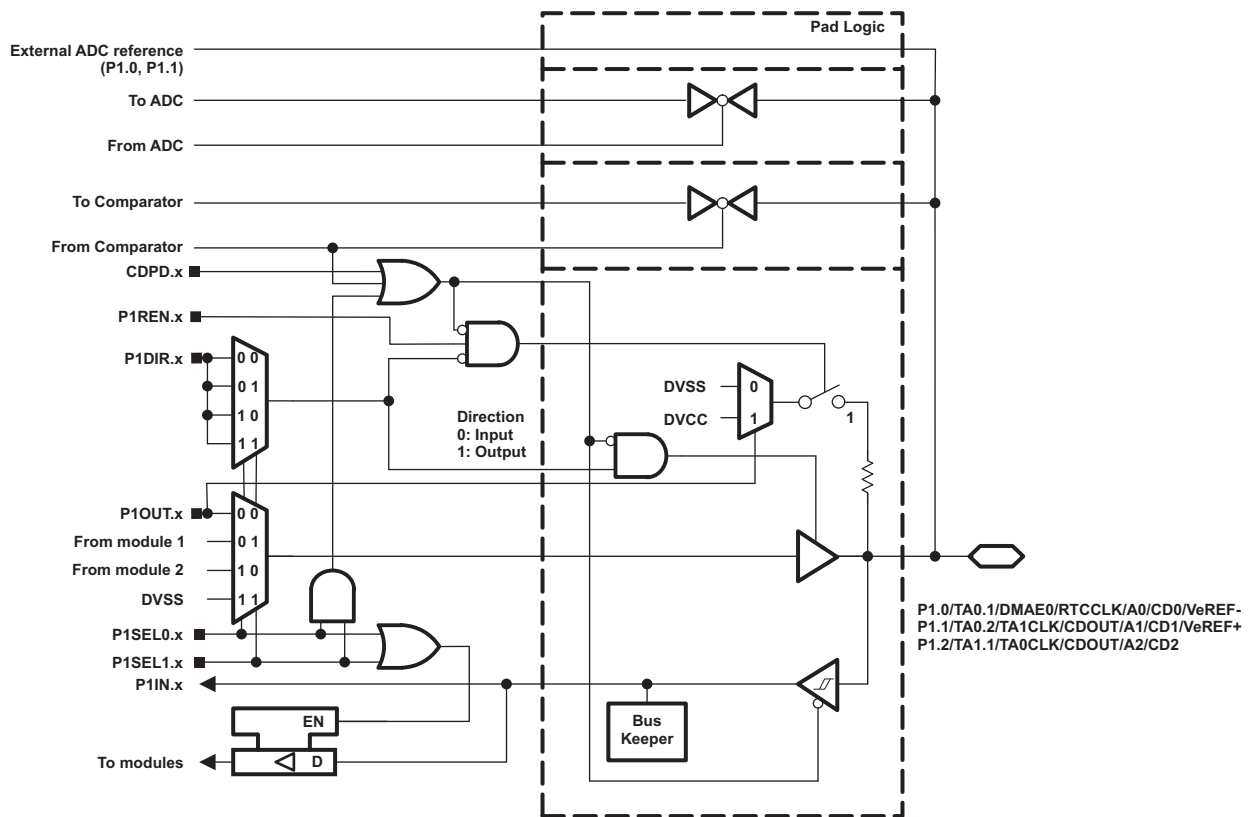 Pad Logic
External ADC reference
(P1.0, P1.1)
To ADC
From ADC
To Comparator
From Comparator
CDPD.x
P1REN.x
P1DIR.x
0 0
0 1
1 0
1 1
Direction
0: Input
1: Output
DVSS
0
DVCC
1
1
P1OUT.x
0 0
From module 1
0 1
From module 2
1 0
DVSS
1 1
P1SEL0.x
P1SEL1.x
P1IN.x
P1.0/TA0.1/DMAE0/RTCCLK/A0/CD0/VeREF-
P1.1/TA0.2/TA1CLK/CDOUT/A1/CD1/VeREF+
P1.2/TA1.1/TA0CLK/CDOUT/A2/CD2
Bus
Keeper
EN
To modules
D